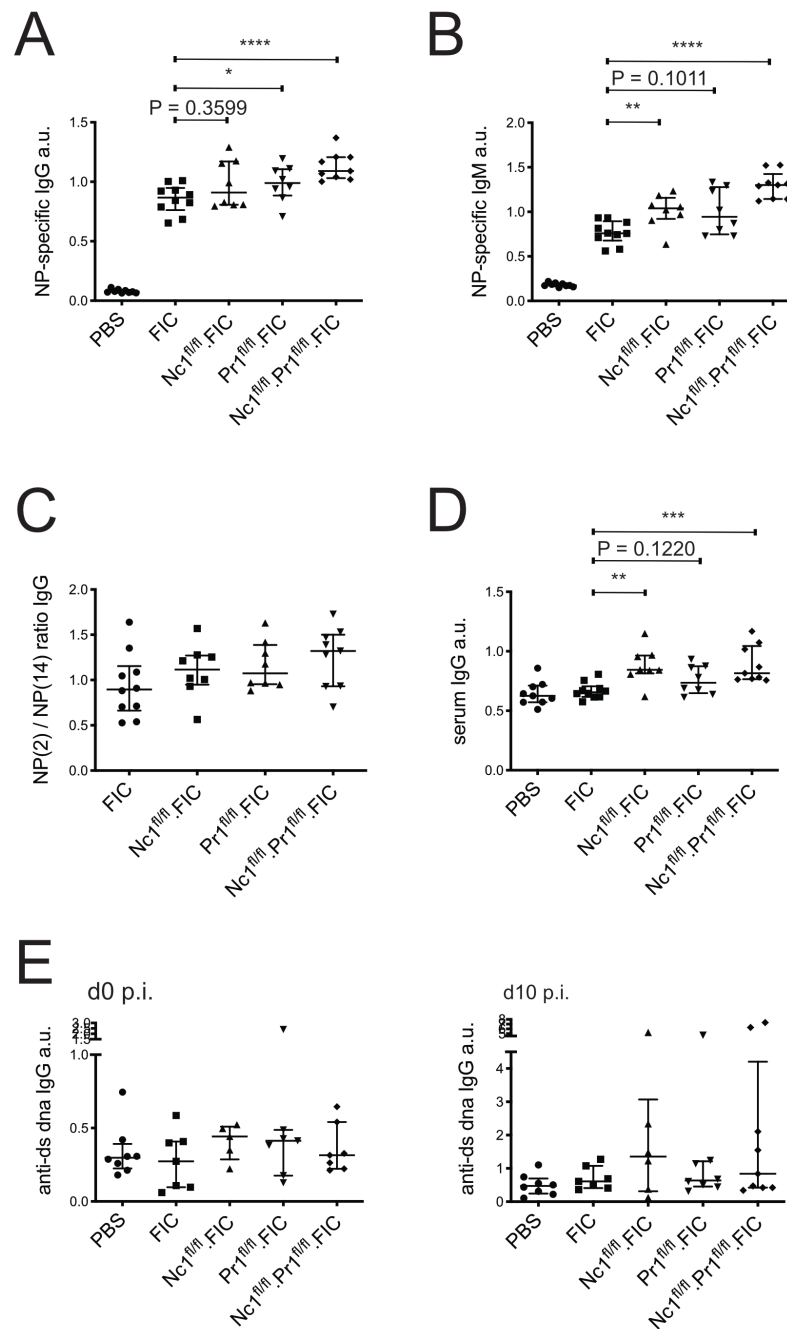 A
****
*
P = 0.3599
NP-specific IgG a.u.
1.5
1.0
0.5
0.0
PBS
FIC
Nc1fl/fl.FIC
Pr1fl/fl.FIC
Nc1fl/fl.Pr1fl/fl.FIC
B
****
P = 0.1011
**
NP-specific IgM a.u.
2.0
1.5
1.0
0.5
0.0
PBS
FIC
Nc1fl/fl.FIC
Pr1fl/fl.FIC
Nc1fl/fl.Pr1fl/fl.FIC
C
NP(2) / NP(14) ratio IgG
2.0
1.5
1.0
0.5
0.0
FIC
Nc1fl/fl.FIC
Pr1fl/fl.FIC
Nc1fl/fl.Pr1fl/fl.FIC
D
***
P = 0.1220
**
serum IgG a.u.
1.5
1.0
0.5
0.0
PBS
FIC
Nc1fl/fl.FIC
Pr1fl/fl.FIC
Nc1fl/fl.Pr1fl/fl.FIC
E
d0 p.i.
anti-ds dna IgG a.u.
3.0
1.5
1.0
0.5
0.0
PBS
FIC
Nc1fl/fl.FIC
Pr1fl/fl.FIC
Nc1fl/fl.Pr1fl/fl.FIC
d10 p.i.
anti-ds dna IgG a.u.
8
5
4
3
2
1
0
PBS
FIC
Nc1fl/fl.FIC
Pr1fl/fl.FIC
Nc1fl/fl.Pr1fl/fl.FIC